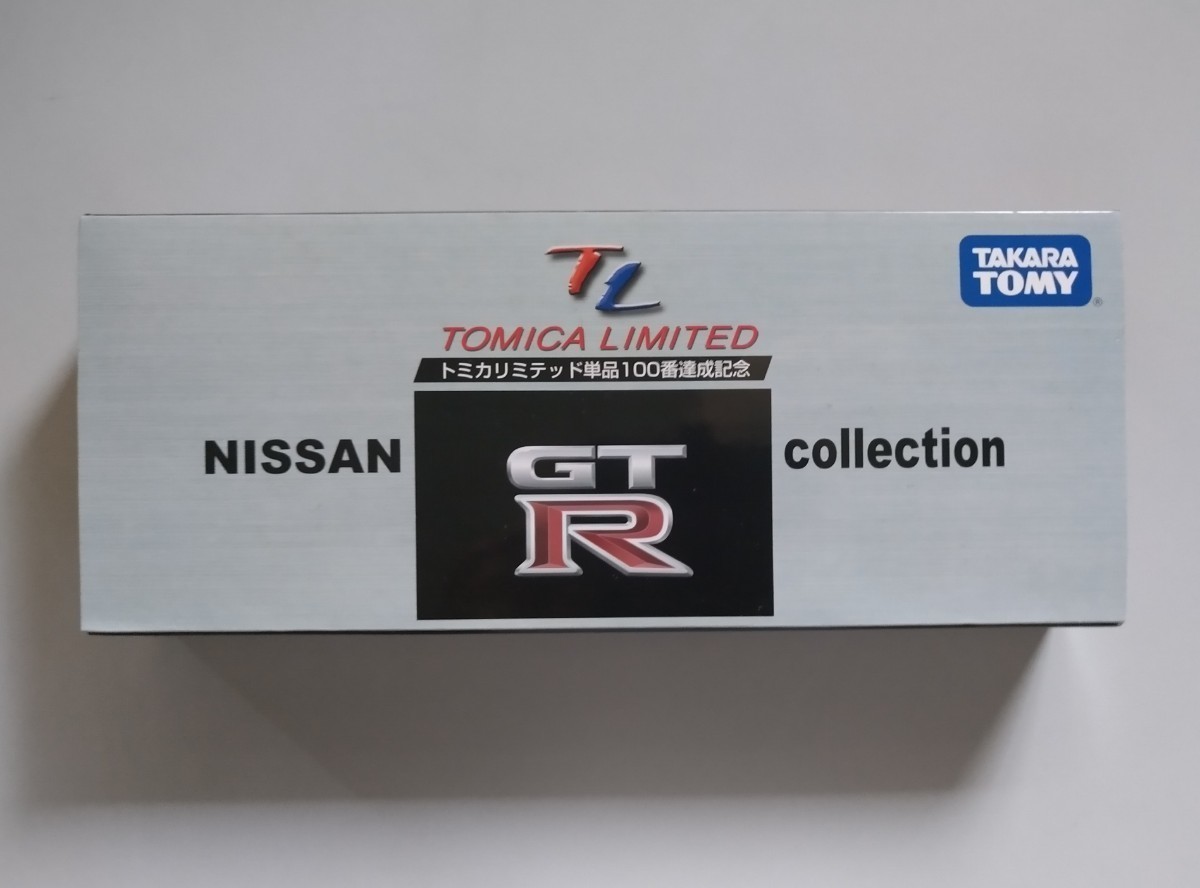 TL
TAKARA
TOMY
®
TOMICA LIMITED
トミカリミテッド単品100番達成記念
NISSAN
GT
R
collection